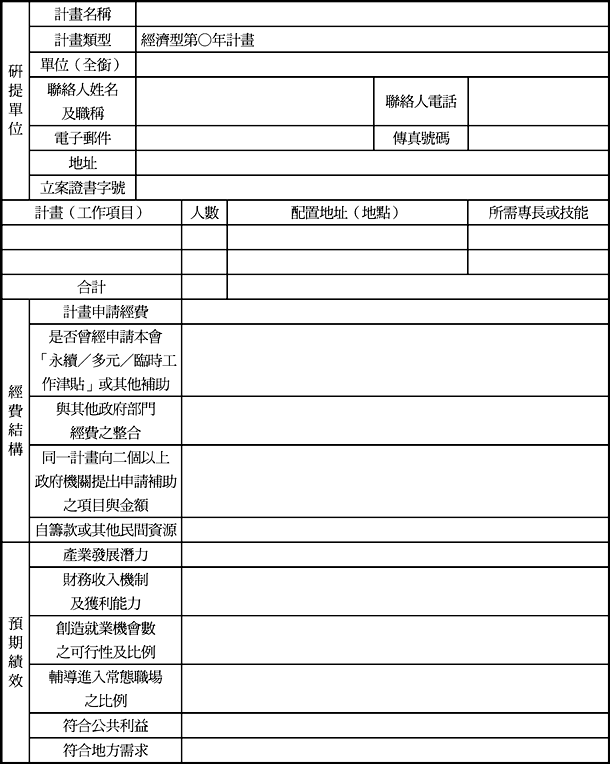 研提單位
計畫名稱
計畫類型 經濟型第○年計畫
單位（全銜）
聯絡人姓名
及職稱
聯絡人電話
電子郵件 傳真號碼
地址
立案證書字號
計畫（工作項目） 人數 配置地址（地點） 所需專長或技能
合計
經費結構
計畫申請經費
是否曾經申請本會
「永續／多元／臨時工
作津貼」或其他補助
與其他政府部門
經費之整合
同一計畫向二個以上
政府機關提出申請補助
之項目與金額
自籌款或其他民間資源
預期績效
產業發展潛力
財務收入機制
及獲利能力
創造就業機會數
之可行性及比例
輔導進入常態職場
之比例
符合公共利益
符合地方需求